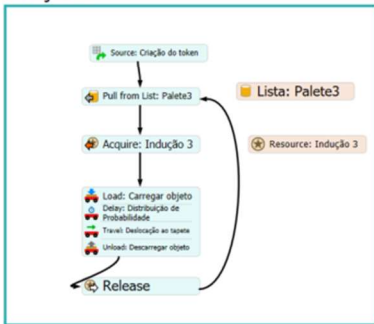 Source: Criação do token
Pull from List: Palete3
Lista: Palete3
Acquire: Indução 3
Resource: Indução 3
Load: Carregar objeto
Delay: Distribuição de
Probabilidade
Travel: Deslocação ao tapete
Unload: Descarregar objeto
Release